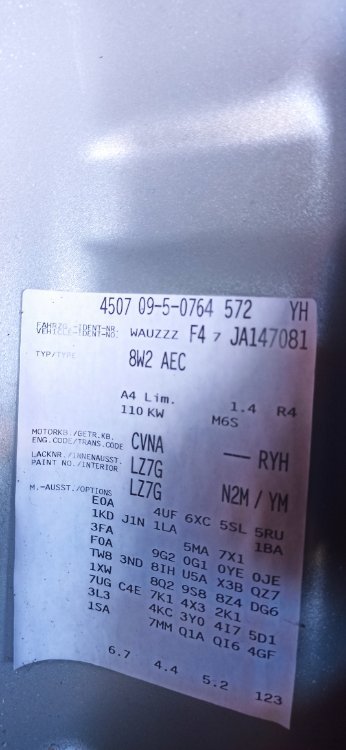 4507 09-5-0764 572 YH
FAHRZG.-IDENT-NR.
VEHICLE-IDENT-NO. WAUZZZ F4 7 JA147081
TYP/TYPE 8W2 AEC
A4 Lim. 1.4 R4
110 KW M6S
MOTORKB./GETR.KB.
ENG.CODE/TRANS.CODE CVNA — RYH
LACKNR./INNENAUSST.
PAINT NO./INTERIOR LZ7G N2M / YM
LZ7G
M.-AUSST./OPTIONS
E0A 4UF 6XC 5SL 5RU
1KD J1N 1LA 1BA
3FA 5MA 7X1
F0A 9G2 0G1 0YE 0JE
TW8 3ND 8IH U5A X3B QZ7
1XW 8Q2 9S8 8Z4 DG6
7UG C4E 7K1 4X3 2K1
3L3 4KC 3Y0 4I7 5D1
1SA 7MM Q1A QI6 4GF
6.7 4.4 5.2 123